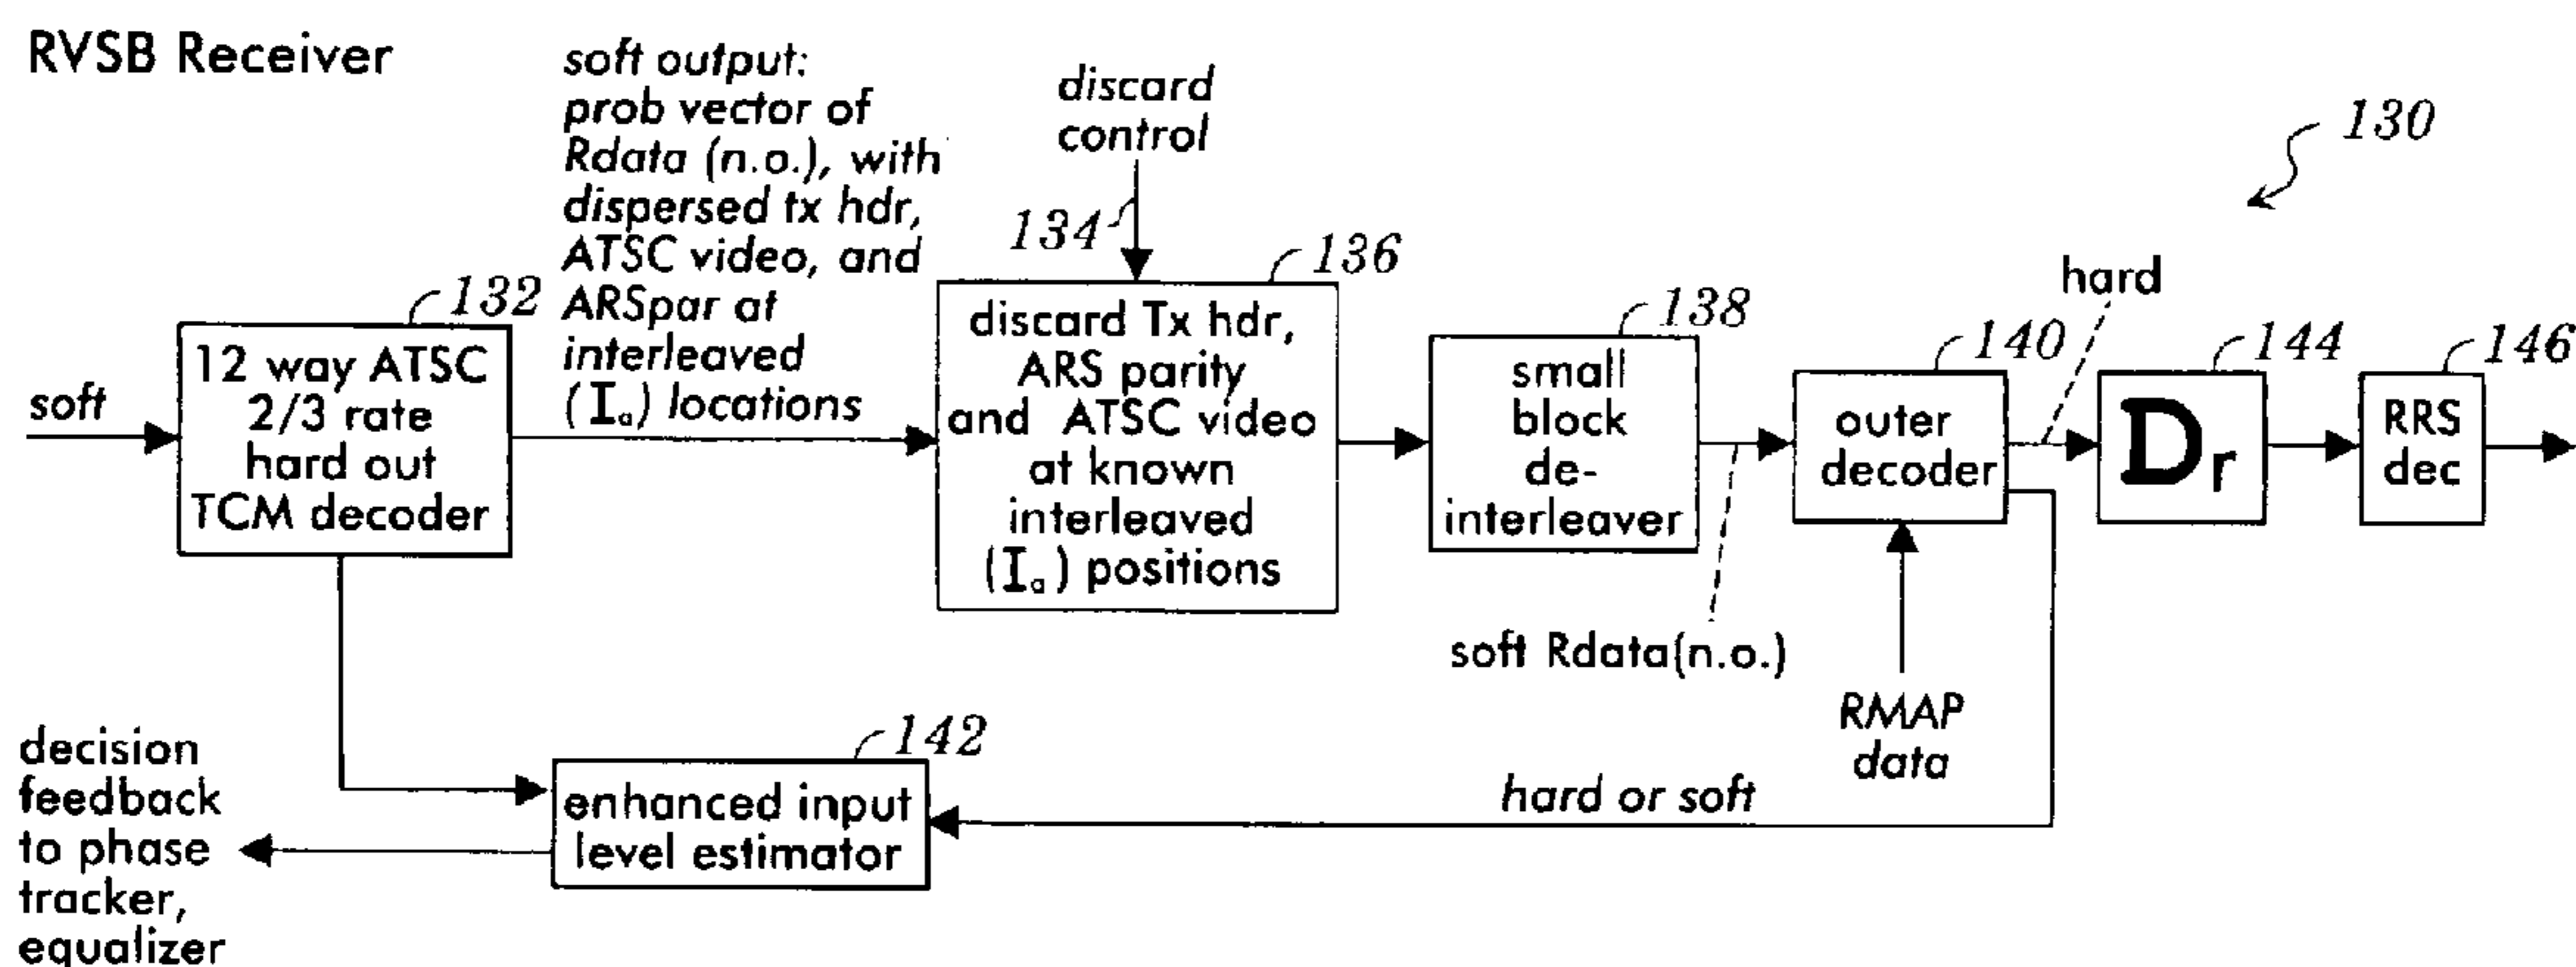 RVSB Receiver
soft output:
prob vector of
Rdata (n.o.), with
dispersed tx hdr,
ATSC video, and
ARSpar at
interleaved
(Iₐ) locations
discard
control
130
134
136
132
138
hard
140
144
146
soft
12 way ATSC
2/3 rate
hard out
TCM decoder
discard Tx hdr,
ARS parity
and ATSC video
at known
interleaved
(Iₐ) positions
small
block
de-
interleaver
outer
decoder
Dr
RRS
dec
soft Rdata(n.o.)
RMAP
data
142
decision
feedback
to phase
tracker,
equalizer
enhanced input
level estimator
hard or soft